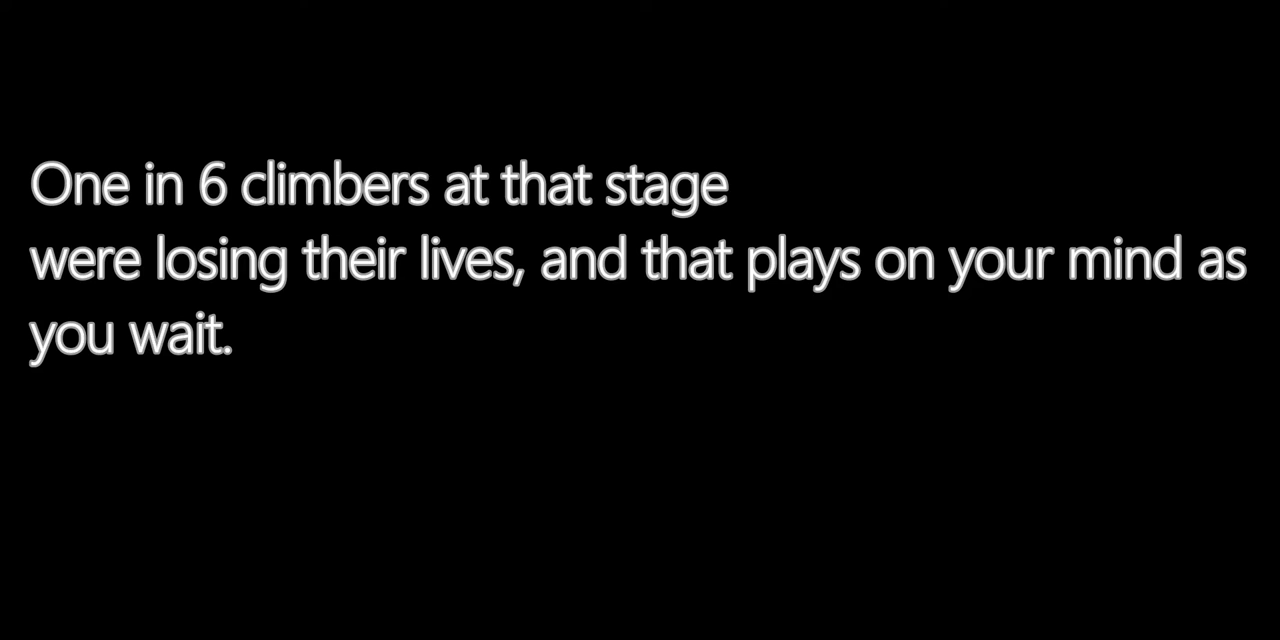 One in 6 climbers at that stage
were losing their lives, and that plays on your mind as
you wait.